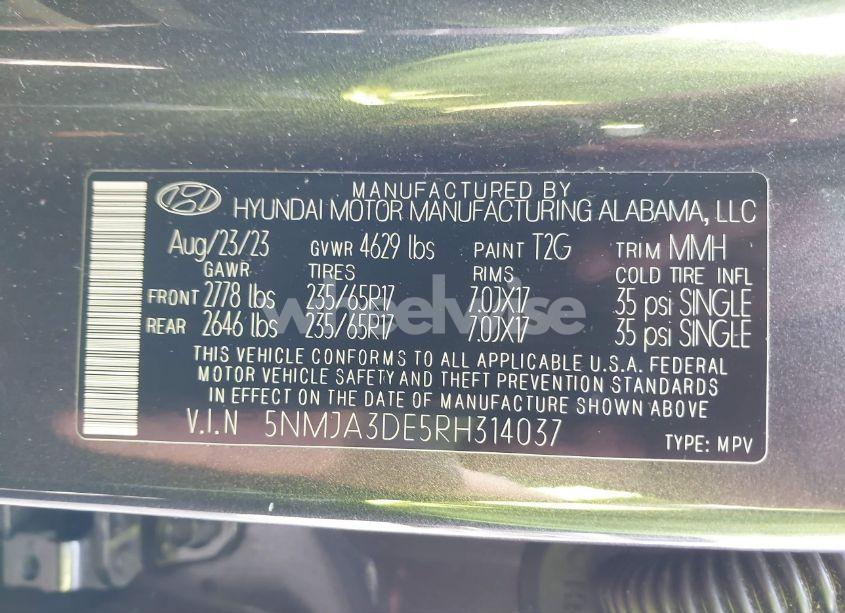 MANUFACTURED BY
HYUNDAI MOTOR MANUFACTURING ALABAMA, LLC
Aug/23/23 GVWR 4629 lbs PAINT T2G TRIM MMH
GAWR TIRES RIMS COLD TIRE INFL
FRONT 2778 lbs 235/65R17 7.0JX17 35 psi SINGLE
REAR 2646 lbs 235/65R17 7.0JX17 35 psi SINGLE
wheelwise
THIS VEHICLE CONFORMS TO ALL APPLICABLE U.S.A. FEDERAL
MOTOR VEHICLE SAFETY AND THEFT PREVENTION STANDARDS
IN EFFECT ON THE DATE OF MANUFACTURE SHOWN ABOVE
V.I.N 5NMJA3DE5RH314037
TYPE: MPV